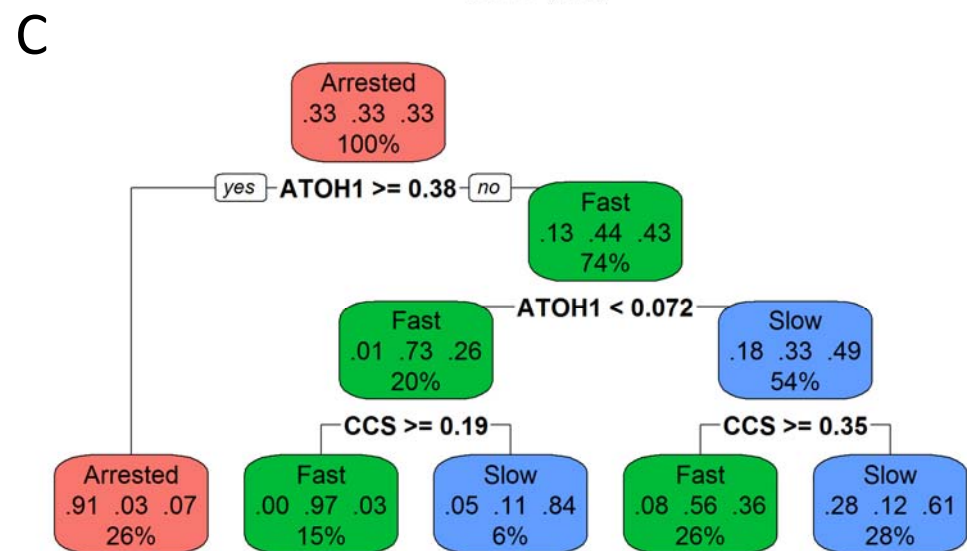 C
Arrested
.33 .33 .33
100%
yes ATOH1 >= 0.38 no
Fast
.13 .44 .43
74%
ATOH1 < 0.072
Fast
.01 .73 .26
20%
Slow
.18 .33 .49
54%
CCS >= 0.19
CCS >= 0.35
Arrested
.91 .03 .07
26%
Fast
.00 .97 .03
15%
Slow
.05 .11 .84
6%
Fast
.08 .56 .36
26%
Slow
.28 .12 .61
28%